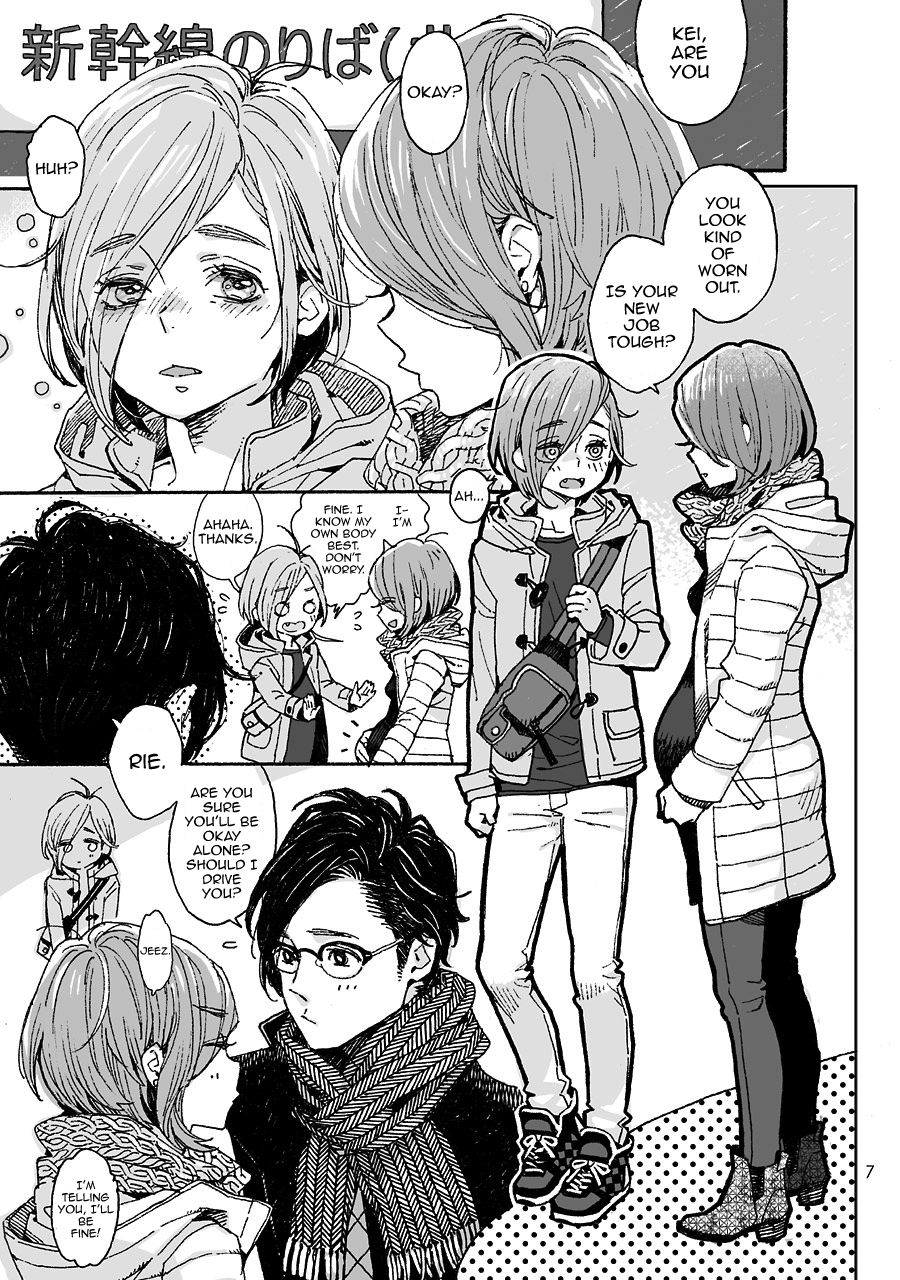 KEI,
ARE
YOU
OKAY?
新幹線のりば(
HUH?
YOU
LOOK
KIND
OF
WORN
OUT.
IS YOUR
NEW
JOB
TOUGH?
AH...
I-
I'M
FINE. I
KNOW MY
OWN BODY
BEST.
DON'T
WORRY.
AHAHA.
THANKS.
RIE.
ARE YOU
SURE
YOU'LL BE
OKAY
ALONE?
SHOULD I
DRIVE
YOU?
JEEZ.
I'M
TELLING
YOU, I'LL
BE
FINE!
7